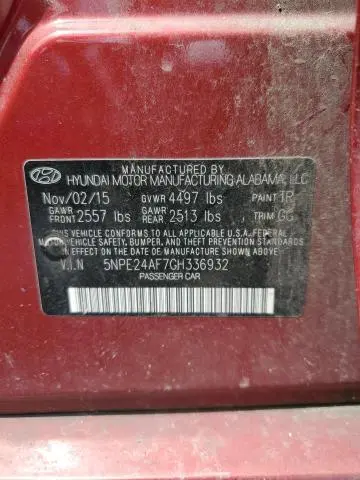 MANUFACTURED BY
HYUNDAI MOTOR MANUFACTURING ALABAMA, LLC
Nov/02/15 GVWR 4497 lbs PAINT 1R
GAWR FRONT 2557 lbs GAWR REAR 2513 lbs TRIM GG
THIS VEHICLE CONFORMS TO ALL APPLICABLE U.S. FEDERAL MOTOR VEHICLE
SAFETY, BUMPER, AND THEFT PREVENTION STANDARDS IN EFFECT
ON THE DATE OF MANUFACTURE SHOWN ABOVE.
V.I.N 5NPE24AF7GH336932
PASSENGER CAR